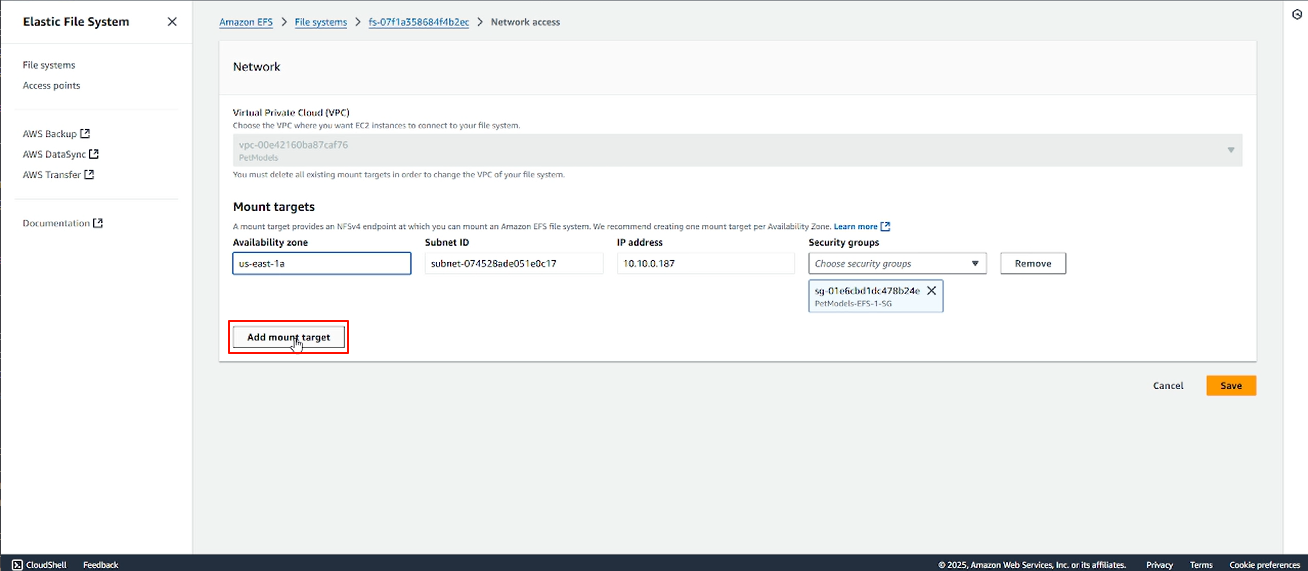 Elastic File System
File systems
Access points
AWS Backup
AWS DataSync
AWS Transfer
Documentation
Amazon EFS > File systems > fs-07f1a358684f4b2ec > Network access
Network
Virtual Private Cloud (VPC)
Choose the VPC where you want EC2 instances to connect to your file system.
vpc-00e42160ba87caf76
PetModels
You must delete all existing mount targets in order to change the VPC of your file system.
Mount targets
A mount target provides an NFSv4 endpoint at which you can mount an Amazon EFS file system. We recommend creating one mount target per Availability Zone. Learn more
Availability zone Subnet ID IP address Security groups
us-east-1a subnet-074528ade051e0c17 10.10.0.187 Choose security groups Remove
sg-01e6cbd1dc478b24e
PetModels-EFS-1-SG
Add mount target
Cancel Save
CloudShell Feedback © 2025, Amazon Web Services, Inc. or its affiliates. Privacy Terms Cookie preferences